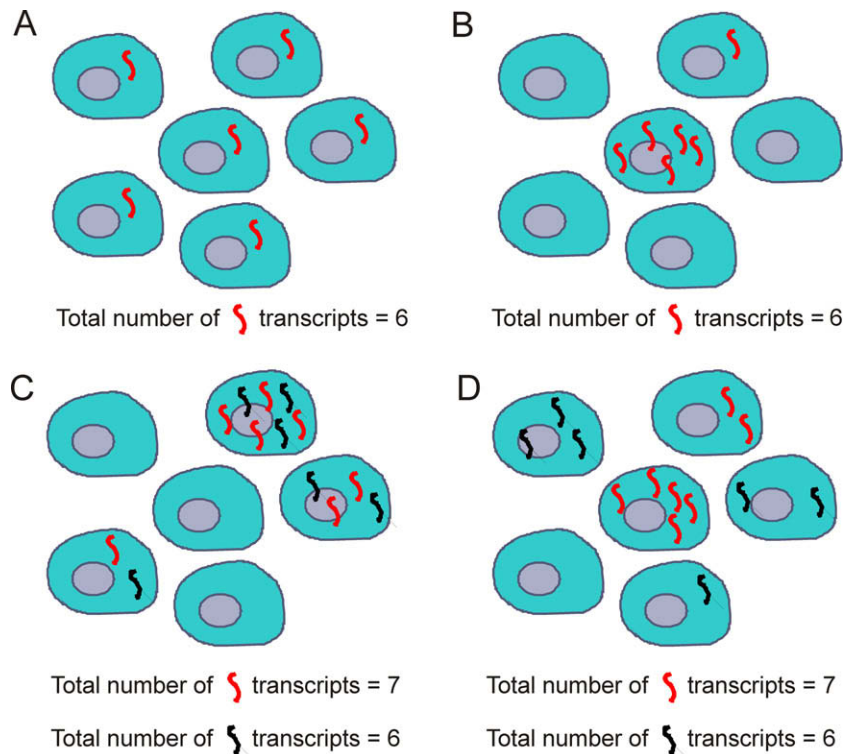 A
B
Total number of transcripts = 6
Total number of transcripts = 6
C
D
Total number of transcripts = 7
Total number of transcripts = 6
Total number of transcripts = 7
Total number of transcripts = 6